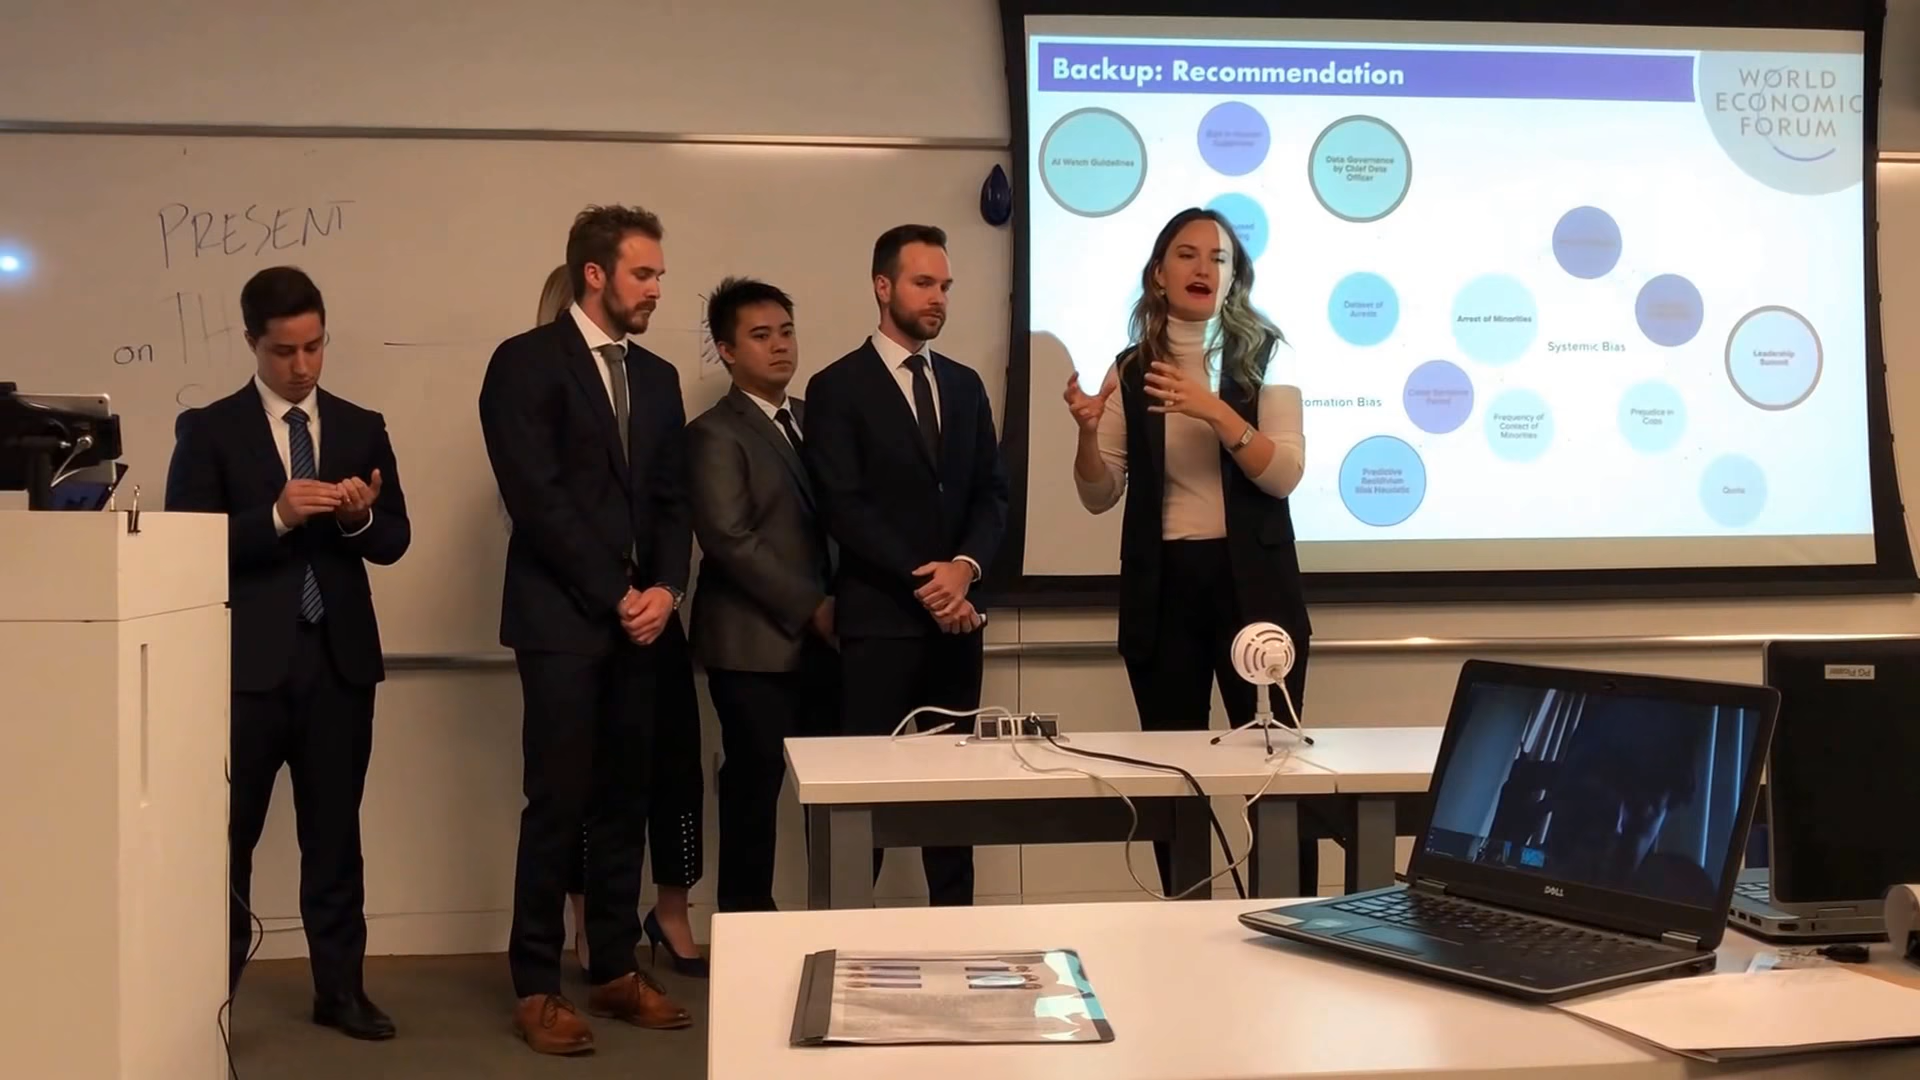 PRESENT
on TH
Backup: Recommendation
WORLD
ECONOMIC
FORUM
AI Watch Guidelines
Data Governance
by Chief Data
Officer
Dataset of
Arrests
Arrest of Minorities
Systemic Bias
Leadership
Summit
omation Bias
Frequency of
Contact of
Minorities
Prejudice in
Cops
Predictive
Recidivism
Risk Heuristic
Quota
DELL